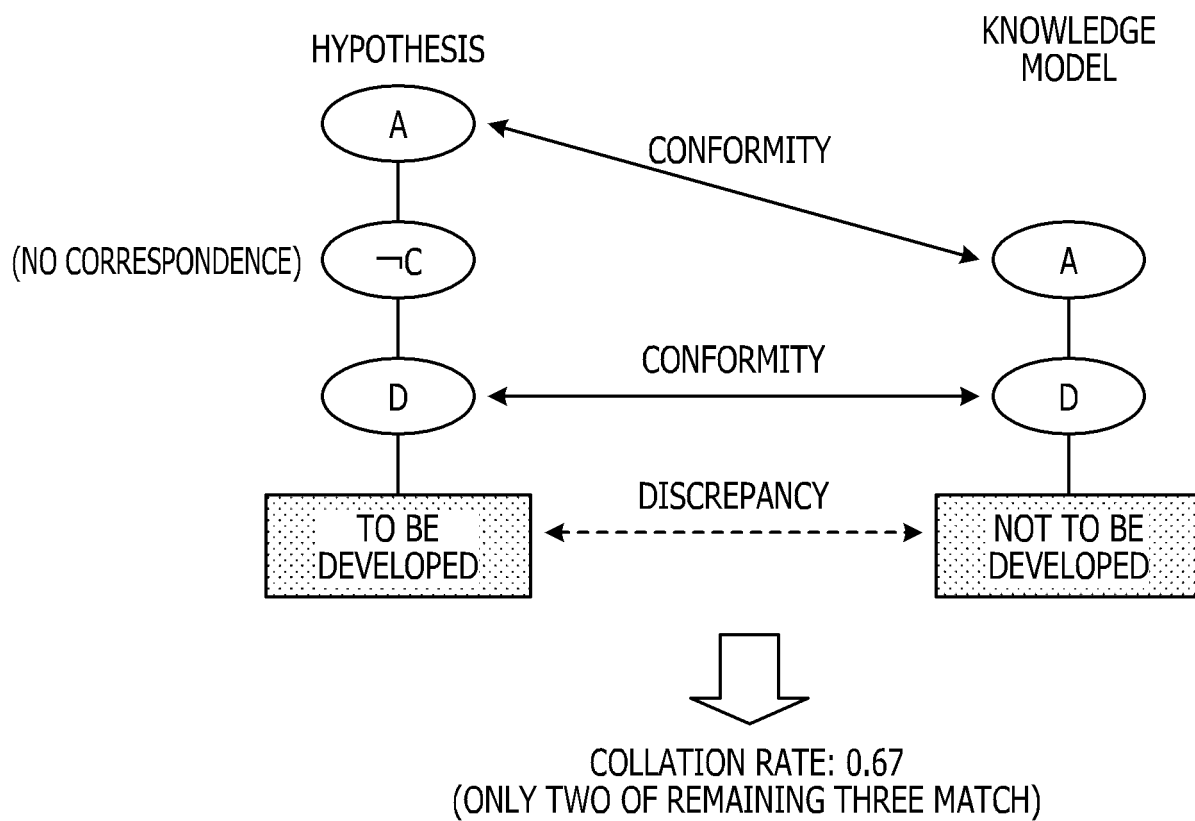 HYPOTHESIS
KNOWLEDGE
MODEL
A
CONFORMITY
(NO CORRESPONDENCE)
¬C
A
CONFORMITY
D
D
DISCREPANCY
TO BE
DEVELOPED
NOT TO BE
DEVELOPED
COLLATION RATE: 0.67
(ONLY TWO OF REMAINING THREE MATCH)